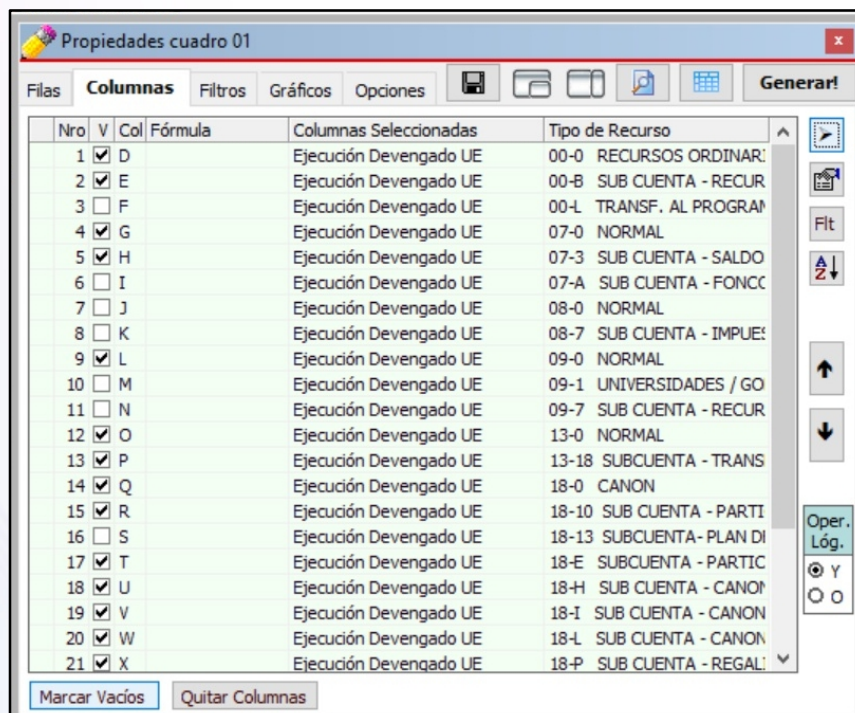 Propiedades cuadro 01
x
Filas Columnas Filtros Gráficos Opciones Generar!
Nro V Col Fórmula Columnas Seleccionadas Tipo de Recurso
1 D Ejecución Devengado UE 00-0 RECURSOS ORDINARI
2 E Ejecución Devengado UE 00-B SUB CUENTA - RECUR
3 F Ejecución Devengado UE 00-L TRANSF. AL PROGRAM
4 G Ejecución Devengado UE 07-0 NORMAL
5 H Ejecución Devengado UE 07-3 SUB CUENTA - SALDO
6 I Ejecución Devengado UE 07-A SUB CUENTA - FONCO
7 J Ejecución Devengado UE 08-0 NORMAL
8 K Ejecución Devengado UE 08-7 SUB CUENTA - IMPUES
9 L Ejecución Devengado UE 09-0 NORMAL
10 M Ejecución Devengado UE 09-1 UNIVERSIDADES / GO
11 N Ejecución Devengado UE 09-7 SUB CUENTA - RECUR
12 O Ejecución Devengado UE 13-0 NORMAL
13 P Ejecución Devengado UE 13-18 SUBCUENTA - TRANS
14 Q Ejecución Devengado UE 18-0 CANON
15 R Ejecución Devengado UE 18-10 SUB CUENTA - PARTI
16 S Ejecución Devengado UE 18-13 SUBCUENTA- PLAN D
17 T Ejecución Devengado UE 18-E SUBCUENTA - PARTIC
18 U Ejecución Devengado UE 18-H SUB CUENTA - CANON
19 V Ejecución Devengado UE 18-I SUB CUENTA - CANON
20 W Ejecución Devengado UE 18-L SUB CUENTA - CANON
21 X Ejecución Devengado UE 18-P SUB CUENTA - REGALI
Flt
A
Z
Oper.
Lóg.
Y
O
Marcar Vacíos Quitar Columnas